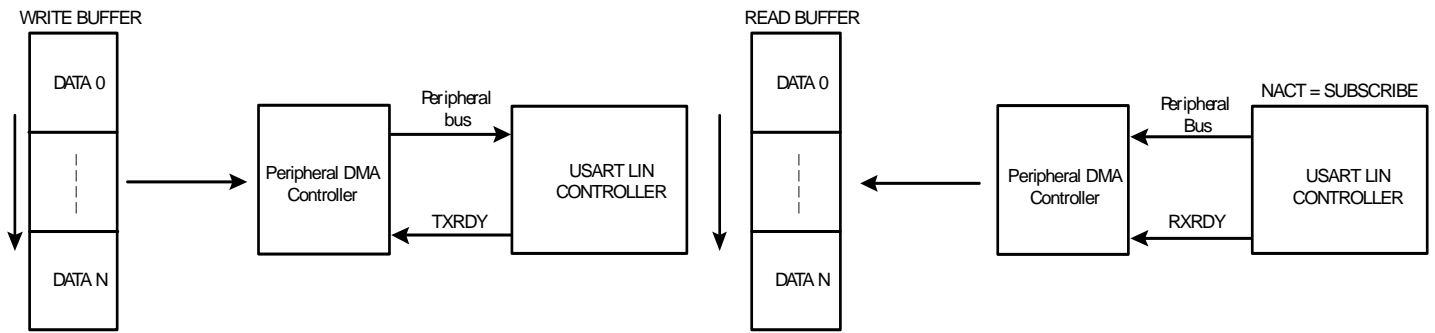 WRITE BUFFER
DATA 0
DATA N
Peripheral DMA
Controller
Peripheral
bus
TXRDY
USART LIN
CONTROLLER
READ BUFFER
DATA 0
DATA N
Peripheral DMA
Controller
Peripheral
Bus
RXRDY
NACT = SUBSCRIBE
USART LIN
CONTROLLER